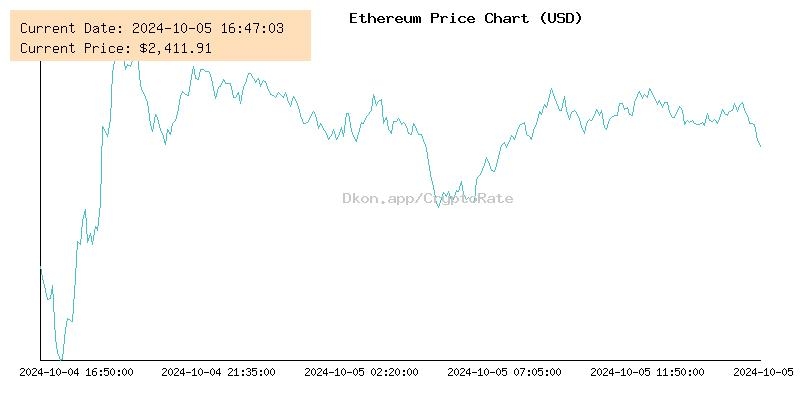 Ethereum Price Chart (USD)
Current Date: 2024-10-05 16:47:03
Current Price: $2,411.91
Dkon.app/CryptoRate
2024-10-04 16:50:00 2024-10-04 21:35:00 2024-10-05 02:20:00 2024-10-05 07:05:00 2024-10-05 11:50:00 2024-10-05